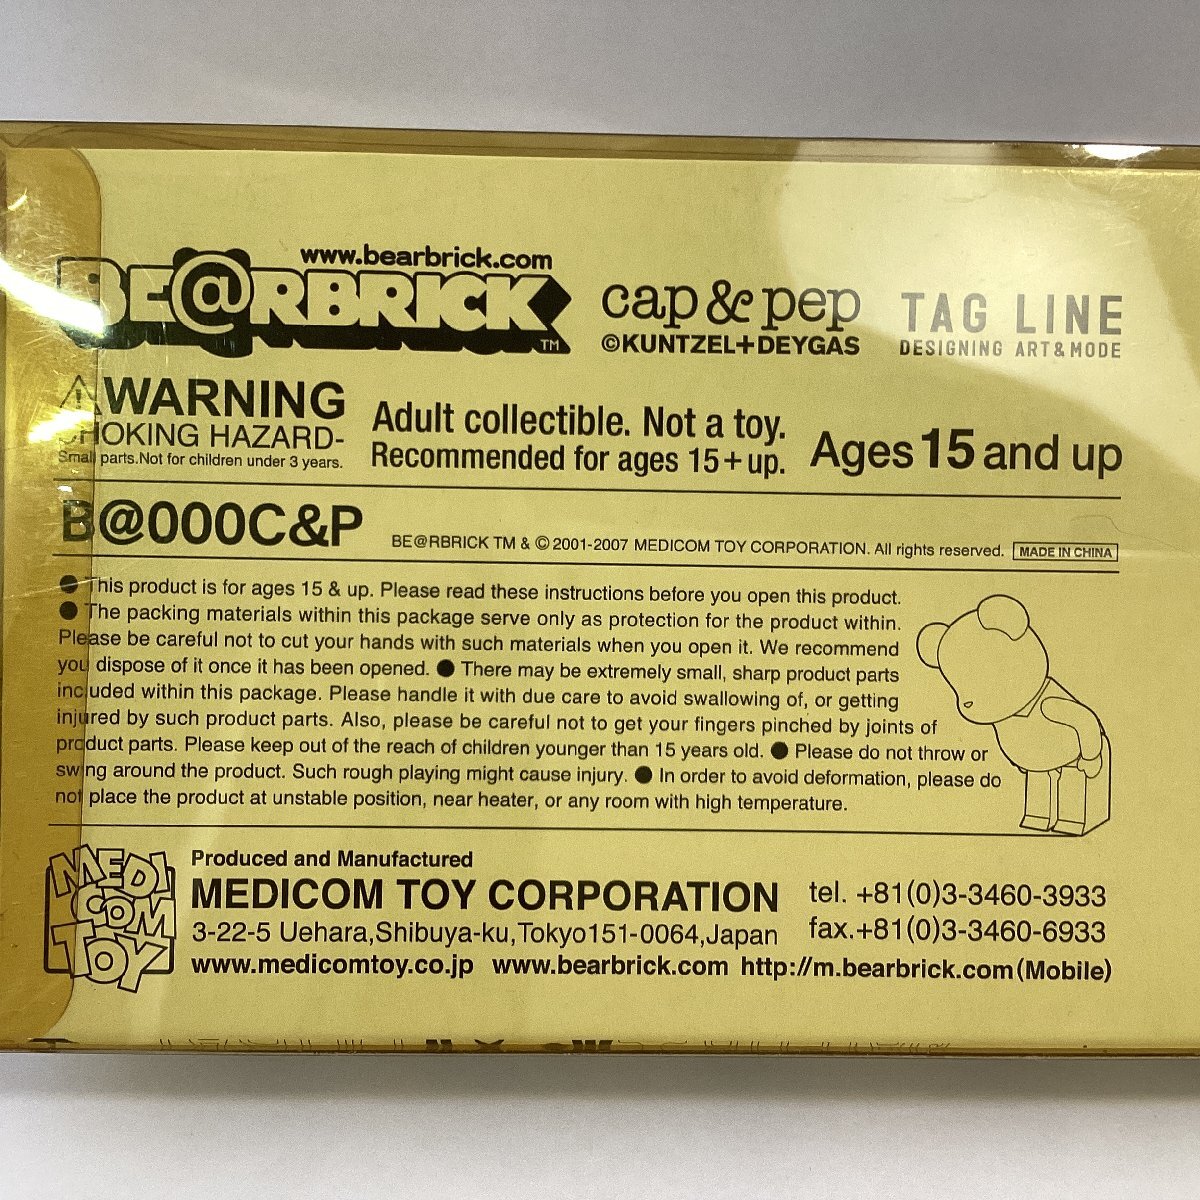 www.bearbrick.com
BE@RBRICK TM
cap & pep
©KUNTZEL+DEYGAS
TAG LINE
DESIGNING ART & MODE
⚠WARNING
CHOKING HAZARD-
Small parts.Not for children under 3 years.
Adult collectible. Not a toy.
Recommended for ages 15+up.
Ages 15 and up
B@000C&P
BE@RBRICK TM & © 2001-2007 MEDICOM TOY CORPORATION. All rights reserved.
MADE IN CHINA
● This product is for ages 15 & up. Please read these instructions before you open this product.
● The packing materials within this package serve only as protection for the product within.
Please be careful not to cut your hands with such materials when you open it. We recommend
you dispose of it once it has been opened. ● There may be extremely small, sharp product parts
included within this package. Please handle it with due care to avoid swallowing of, or getting
injured by such product parts. Also, please be careful not to get your fingers pinched by joints of
product parts. Please keep out of the reach of children younger than 15 years old. ● Please do not throw or
swing around the product. Such rough playing might cause injury. ● In order to avoid deformation, please do
not place the product at unstable position, near heater, or any room with high temperature.
MEDI
COM
TOY
Produced and Manufactured
MEDICOM TOY CORPORATION
3-22-5 Uehara,Shibuya-ku,Tokyo151-0064,Japan
tel. +81(0)3-3460-3933
fax.+81(0)3-3460-6933
www.medicomtoy.co.jp www.bearbrick.com http://m.bearbrick.com(Mobile)